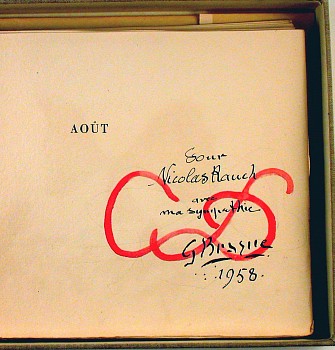 AOÛT
Pour
Nicolas Rauch
avec
ma sympathie
G Braque
1958.